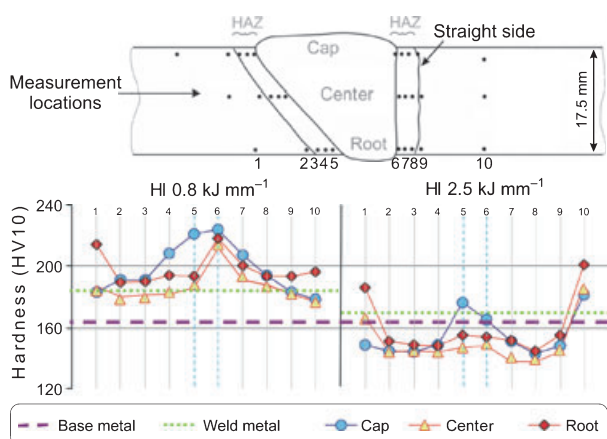 HAZ HAZ
Cap Straight side
Measurement
locations
Center
17.5 mm
Root
1 2345 6789 10
HI 0.8 kJ mm⁻¹ HI 2.5 kJ mm⁻¹
Hardness (HV10)
240
200
160
120
1 2 3 4 5 6 7 8 9 10 1 2 3 4 5 6 7 8 9 10
Base metal Weld metal Cap Center Root